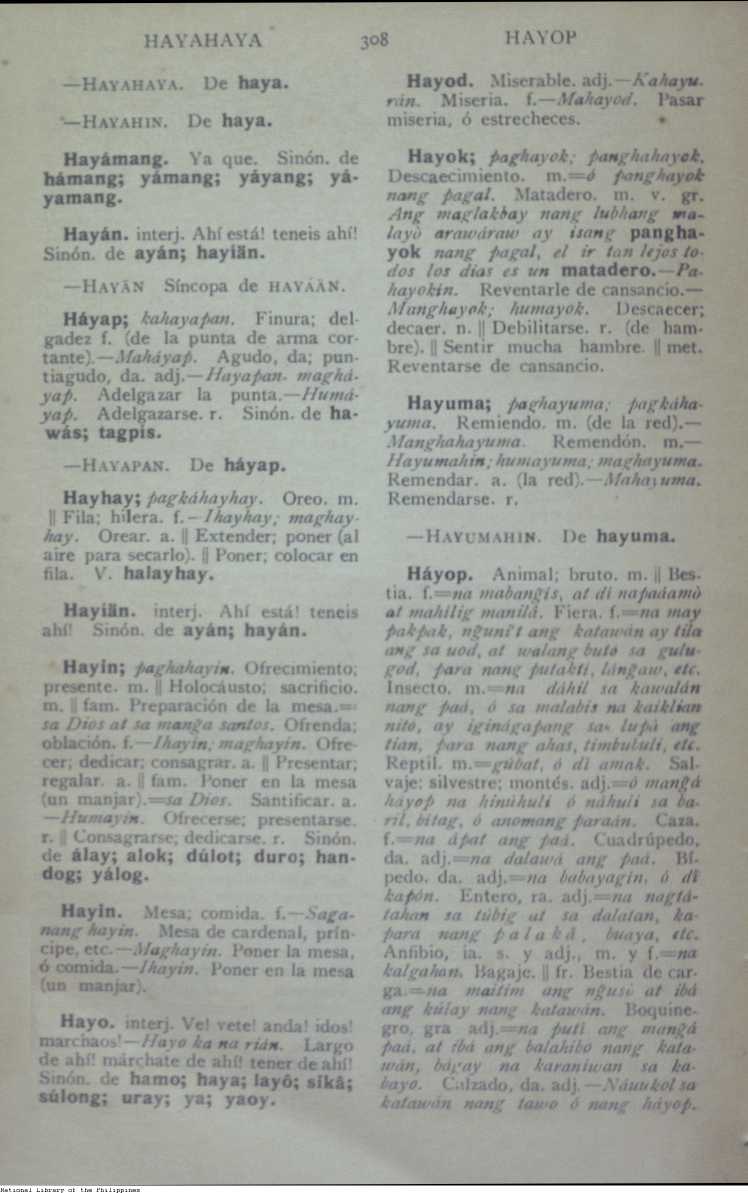 HAYAHAYA 308 HAYOP
—HAYAHAYA. De haya.
—HAYAHIN. De haya.
Hayámang. Ya que. Sinón. de
hámang; yámang; yáyang; yá-
yamang.
Hayán. interj. Ahí está! teneis ahí!
Sinón. de ayán; hayiän.
—HAYÄN Síncopa de HAYÁÄN.
Háyap; kahayapan. Finura; del-
gadez f. (de la punta de arma cor-
tante).—Maháyap. Agudo, da; pun-
tiagudo, da. adj.—Hayapan. maghá-
yap. Adelgazar la punta.—Humá-
yap. Adelgazarse. r. Sinón. de ha-
wás; tagpis.
—HAYAPAN. De háyap.
Hayhay; pagkáhayhay. Oreo. m.
|| Fila; hilera. f.—Ihayhay; maghay-
hay. Orear. a. || Extender; poner (al
aire para secarlo). || Poner; colocar en
fila. V. halayhay.
Hayiän. interj. Ahí está! teneis
ahí! Sinón. de ayán; hayán.
Hayin; paghahayin. Ofrecimiento;
presente. m. || Holocáusto; sacrificio.
m. || fam. Preparación de la mesa.=
sa Dios at sa mang̃a santos. Ofrenda;
oblación. f.—Ihayin; maghayin. Ofre-
cer; dedicar; consagrar. a. || Presentar;
regalar. a. || fam. Poner en la mesa
(un manjar).=sa Dios. Santificar. a.
—Humayin. Ofrecerse; presentarse.
r. || Consagrarse; dedicarse. r. Sinón.
de álay; alok; dúlot; duro; han-
dog; yálog.
Hayin. Mesa; comida. f.—Saga-
nang hayin. Mesa de cardenal, prín-
cipe, etc.—Maghayin. Poner la mesa,
ó comida.—Ihayin. Poner en la mesa
(un manjar).
Hayo. interj. Ve! vete! anda! idos!
marchaos!—Hayo ka na rián. Largo
de ahí! márchate de ahí! tener de ahí!
Sinón. de hamo; haya; layô; síkâ;
súlong; uray; ya; yaoy.
Hayod. Miserable. adj.—Kahayu-
rán. Miseria. f.—Mahayod. Pasar
miseria, ó estrecheces.
Hayok; paghayok; panghahayok.
Descaecimiento. m.=ó panghayok
nang pagal. Matadero. m. v. gr.
Ang maglakbay nang lubhang ma-
layò arawáraw ay isang pangha-
yok nang pagal, el ir tan lejos to-
dos los dias es un matadero.—Pa-
hayokin. Reventarle de cansancio.—
Manghayok; humayok. Descaecer;
decaer. n. || Debilitarse. r. (de ham-
bre). || Sentir mucha hambre. || met.
Reventarse de cansancio.
Hayuma; paghayuma; pagkáha-
yuma. Remiendo. m. (de la red).—
Manghahayuma. Remendón. m.—
Hayumahin; humayuma; maghayuma.
Remendar. a. (la red).—Mahayuma.
Remendarse. r.
—HAYUMAHIN. De hayuma.
Háyop. Animal; bruto. m. || Bes-
tia. f.=na mabang̃is, at di napaáamò
at mahilig manilá. Fiera. f.=na may
pakpak, ng̃uni't ang katawán ay tila
ang sa uod, at walang butó sa gulu-
god, para nang putakti, láng̃aw, etc.
Insecto. m.=na dáhil sa kawalán
nang paá, ó sa malabis na kaiklian
nitó, ay iginágapang sa lupà ang
tian, para nang ahas, timbululí, etc.
Reptil. m.=gúbat, ó di amak. Sal-
vaje; silvestre; montés. adj.=ó mang̃á
háyop na hinúhuli ó náhuli sa ba-
ril, bitag, ó anomang paraán. Caza.
f.=na ápat ang paá. Cuadrúpedo,
da. adj.=na dalawá ang paá. Bí-
pedo, da. adj.=na babayagin, ó di
kapón. Entero, ra. adj.=na nagtá-
tahan sa túbig at sa dalatan, ka-
para nang palaká, buaya, etc.
Anfibio, ia. s. y adj., m. y f.=na
kalgahan. Bagaje. || fr. Bestia de car-
ga.=na maitim ang ng̃usò at ibá
ang kúlay nang katawán. Boquine-
gro, gra adj.=na putî ang mang̃á
paá, at ibá ang balahibo nang kata-
wán, bágay na karaniwan sa ka-
bayo. Calzado, da. adj.—Náuukol sa
katawán nang tawo ó nang háyop.
National Library of the Philippines